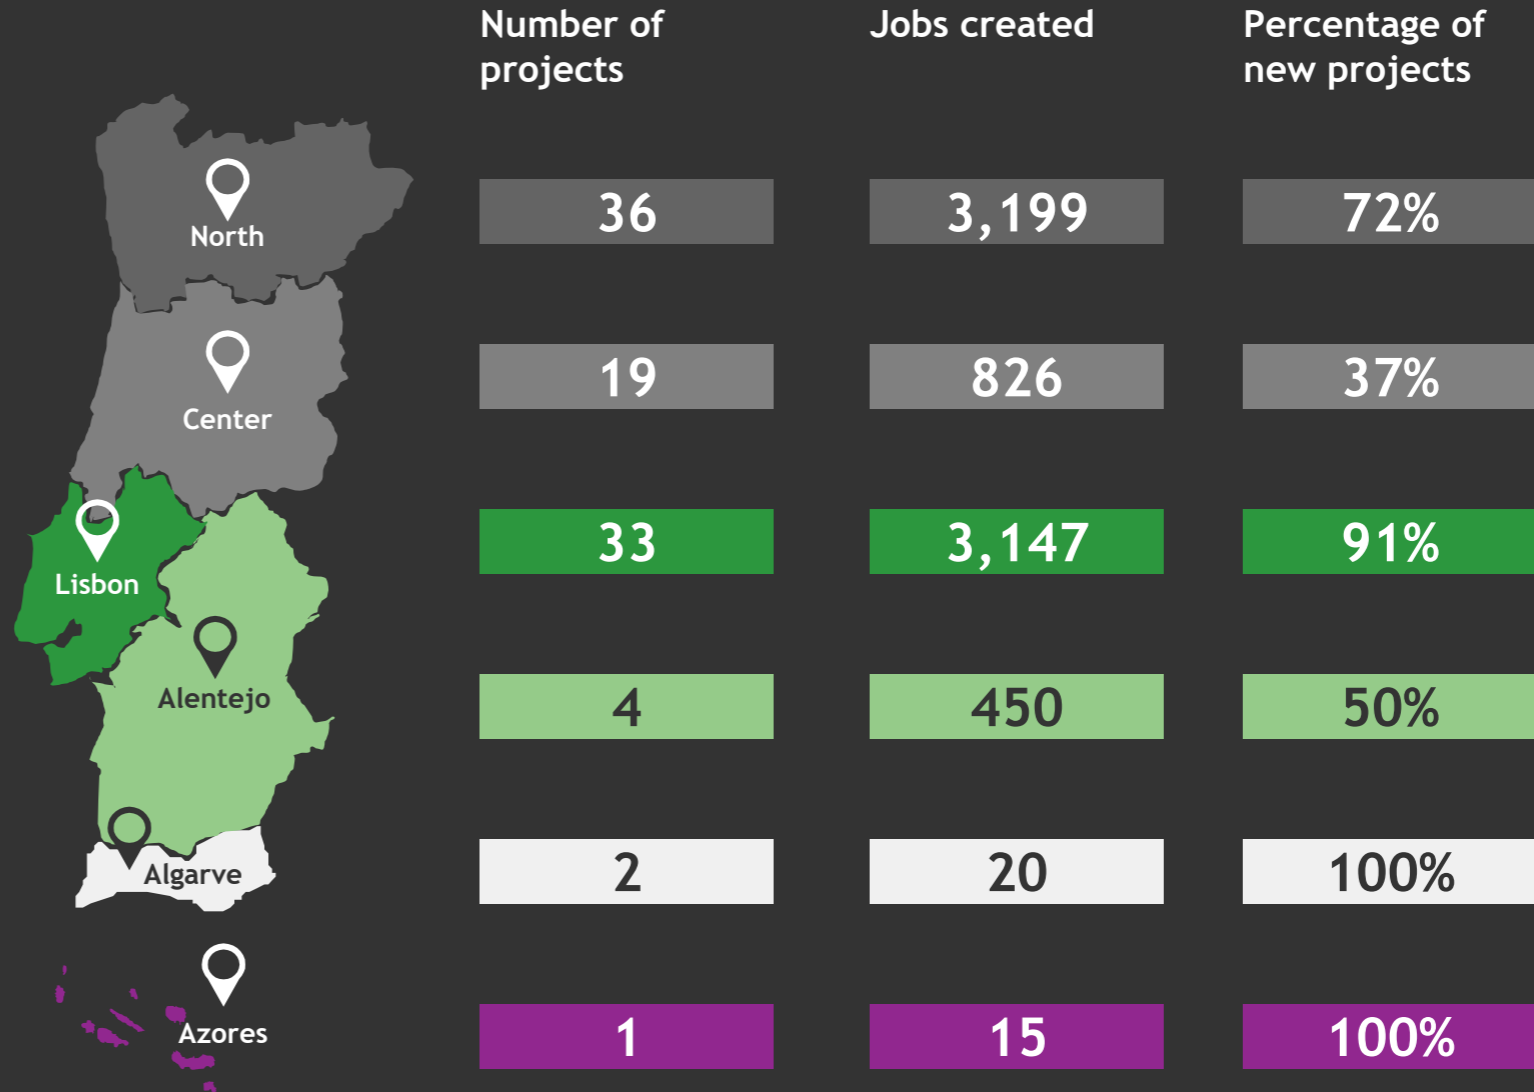 Number of
projects
Jobs created
Percentage of
new projects
North
36
3,199
72%
Center
19
826
37%
Lisbon
33
3,147
91%
Alentejo
4
450
50%
Algarve
2
20
100%
Azores
1
15
100%